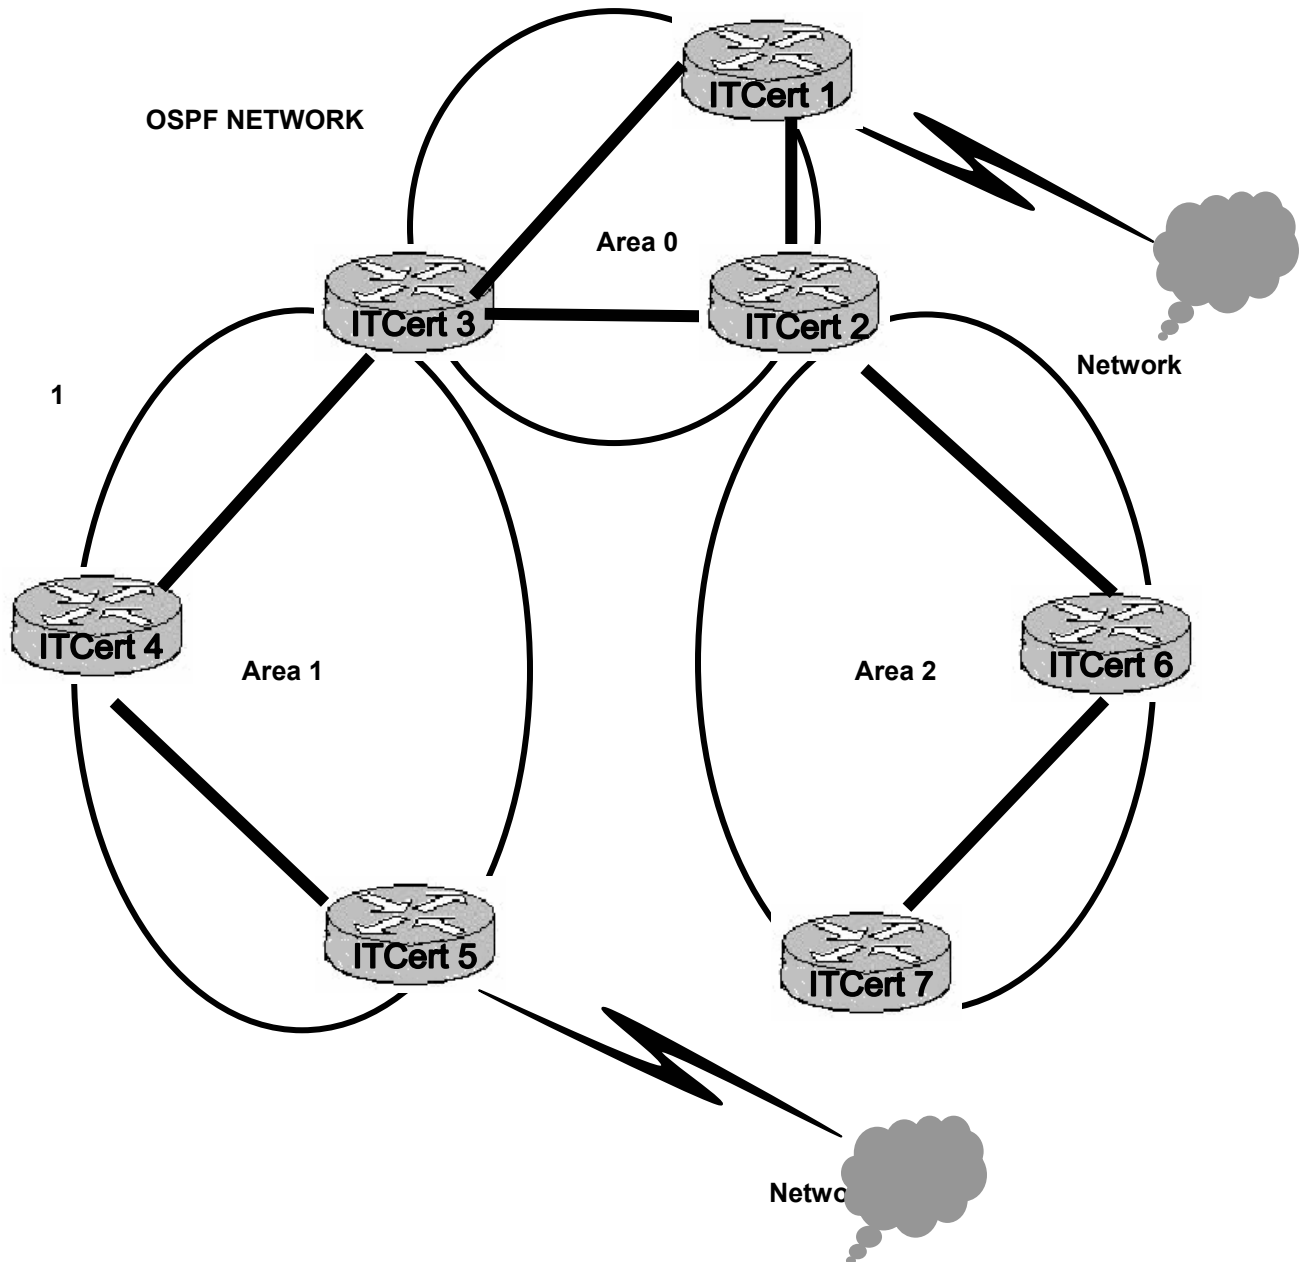 ITCert 1
OSPF NETWORK
Area 0
ITCert 3
ITCert 2
Network
1
ITCert 4
Area 1
Area 2
ITCert 6
ITCert 5
ITCert 7